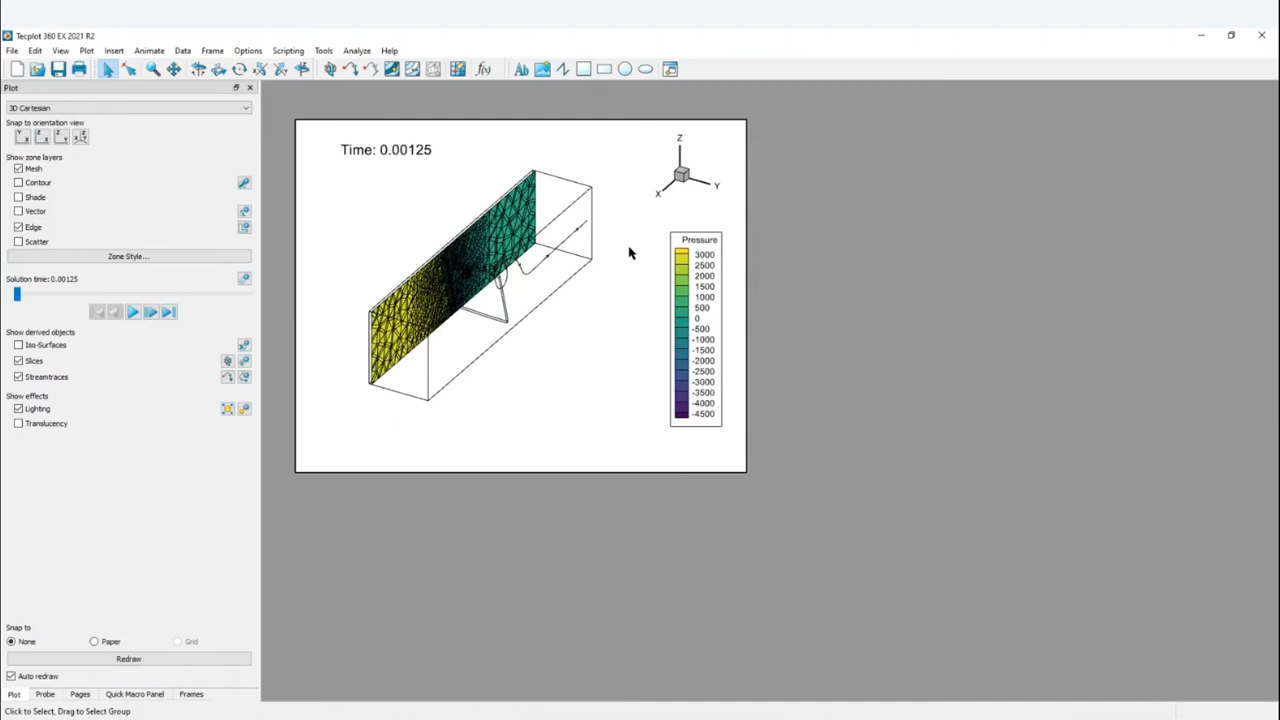 Tecplot 360 EX 2021 R2
File Edit View Plot Insert Animate Data Frame Options Scripting Tools Analyze Help
Plot
3D Cartesian
Snap to orientation view
Show zone layers
Mesh
Contour
Shade
Vector
Edge
Scatter
Zone Style...
Solution time: 0.00125
Show derived objects
Iso-Surfaces
Slices
Streamtraces
Show effects
Lighting
Translucency
Snap to
None Paper Grid
Redraw
Auto redraw
Plot Probe Pages Quick Macro Panel Frames
Click to Select, Drag to Select Group
Time: 0.00125
Z
X
Y
Pressure
3000
2500
2000
1500
1000
500
0
-500
-1000
-1500
-2000
-2500
-3000
-3500
-4000
-4500
Ab
f(x)